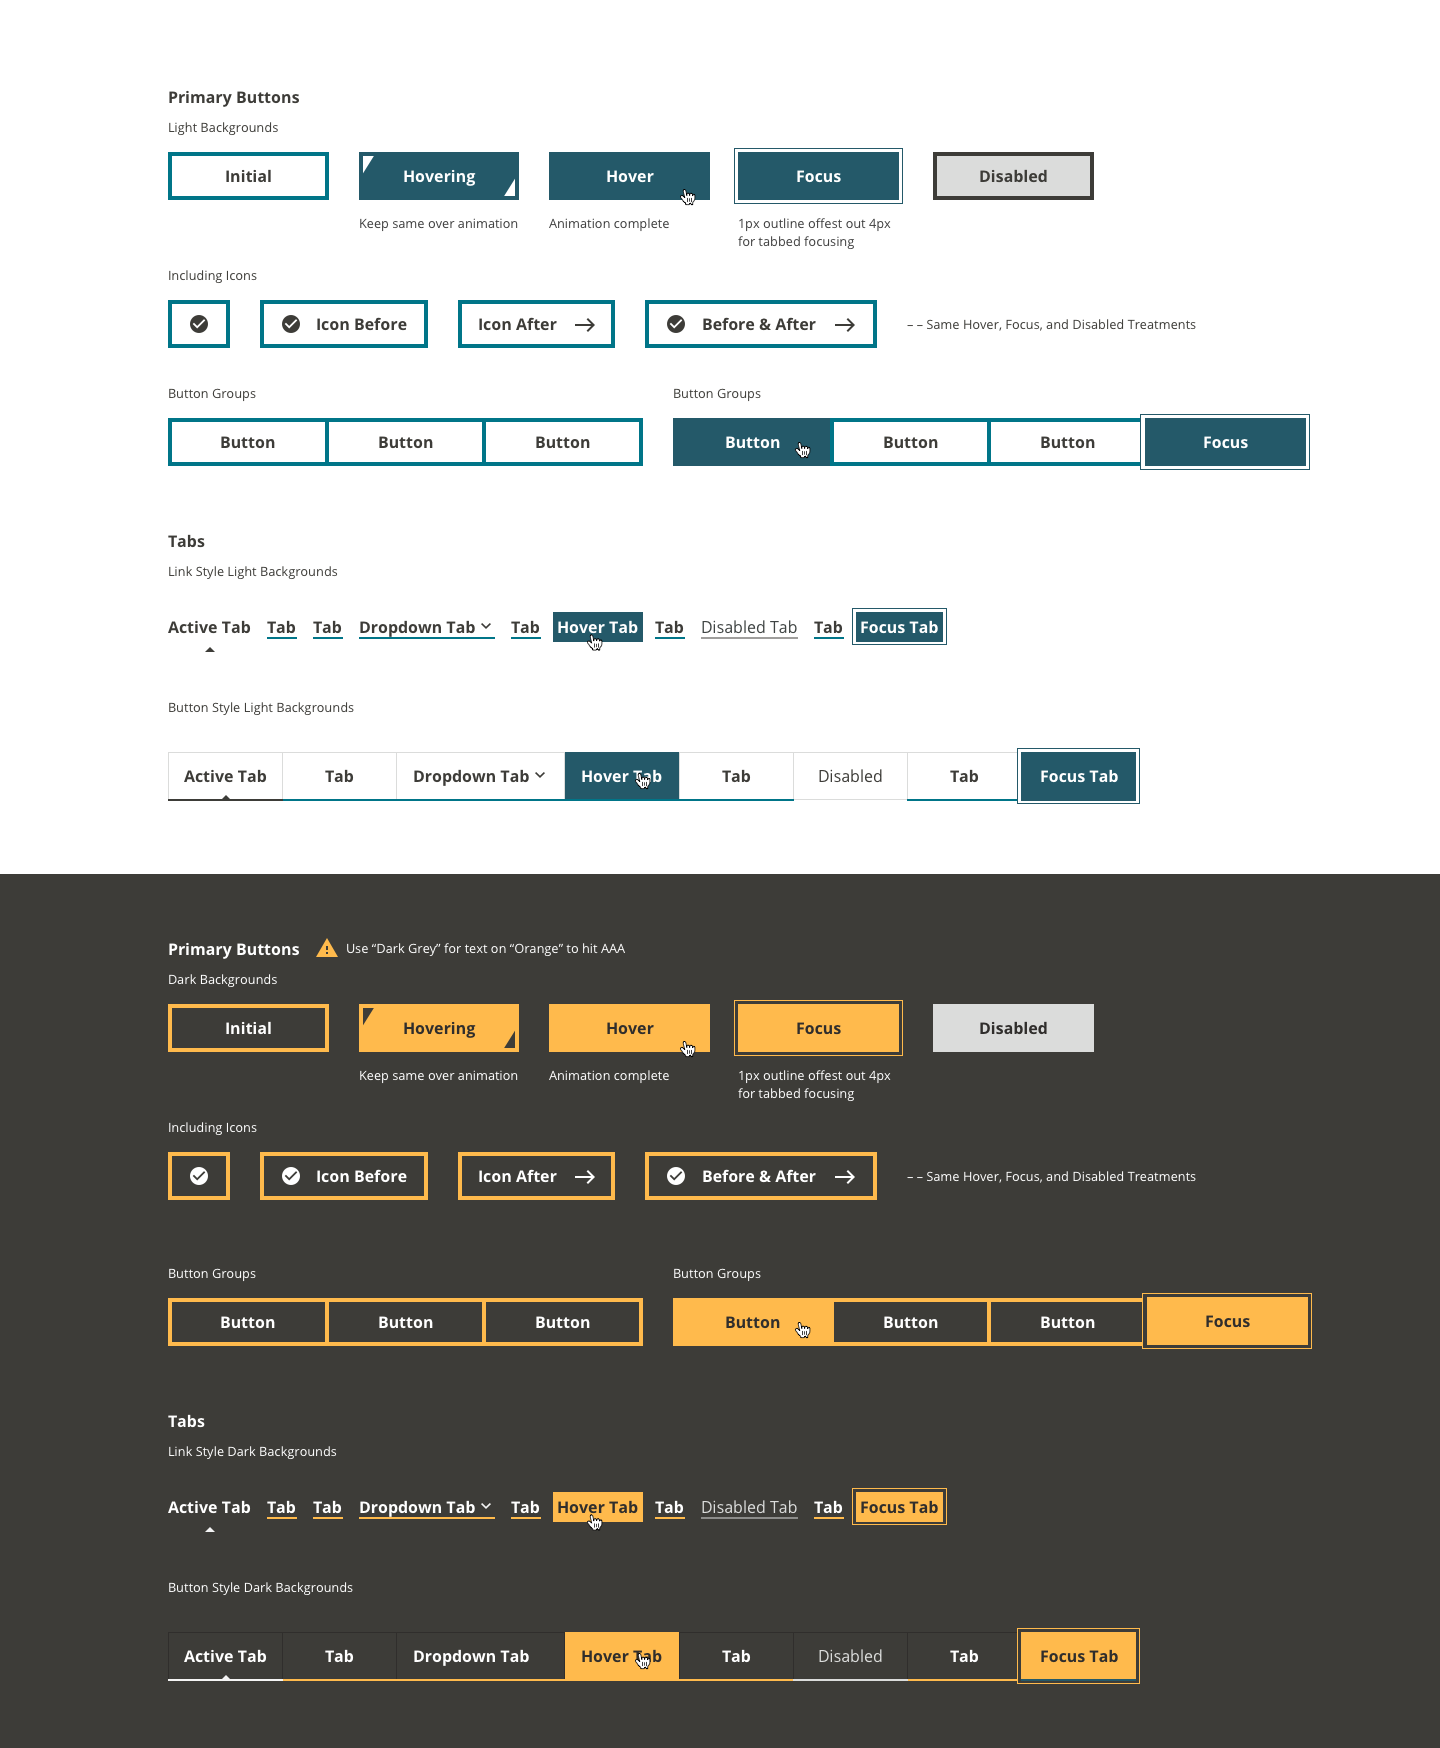 Primary Buttons
Light Backgrounds
Initial
Hovering
Hover
Focus
Disabled
Keep same over animation
Animation complete
1px outline offest out 4px
for tabbed focusing
Including Icons
Icon Before
Icon After
Before & After
– – Same Hover, Focus, and Disabled Treatments
Button Groups
Button Groups
Button
Button
Button
Button
Button
Button
Focus
Tabs
Link Style Light Backgrounds
Active Tab
Tab
Tab
Dropdown Tab
Tab
Hover Tab
Tab
Disabled Tab
Tab
Focus Tab
Button Style Light Backgrounds
Active Tab
Tab
Dropdown Tab
Hover Tab
Tab
Disabled
Tab
Focus Tab
Primary Buttons
Use “Dark Grey” for text on “Orange” to hit AAA
Dark Backgrounds
Initial
Hovering
Hover
Focus
Disabled
Keep same over animation
Animation complete
1px outline offest out 4px
for tabbed focusing
Including Icons
Icon Before
Icon After
Before & After
– – Same Hover, Focus, and Disabled Treatments
Button Groups
Button Groups
Button
Button
Button
Button
Button
Button
Focus
Tabs
Link Style Dark Backgrounds
Active Tab
Tab
Tab
Dropdown Tab
Tab
Hover Tab
Tab
Disabled Tab
Tab
Focus Tab
Button Style Dark Backgrounds
Active Tab
Tab
Dropdown Tab
Hover Tab
Tab
Disabled
Tab
Focus Tab